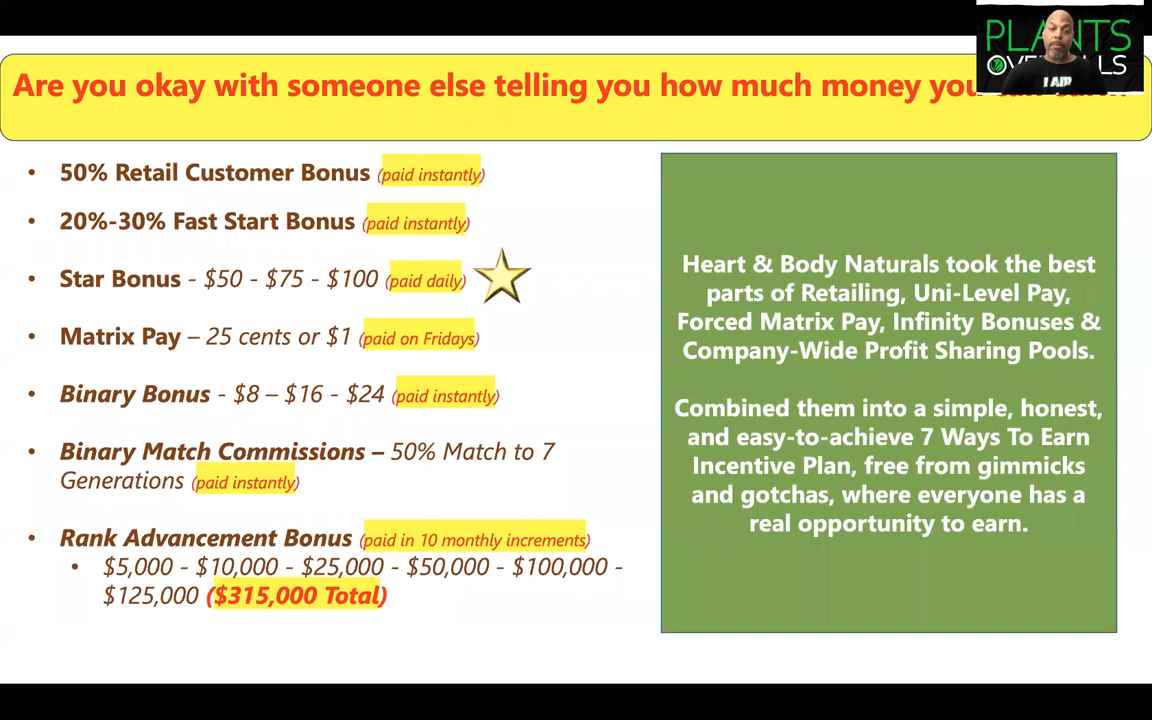 PLANTS
OVER
LLS
I AM
Are you okay with someone else telling you how much money you
• 50% Retail Customer Bonus (paid instantly)
• 20%-30% Fast Start Bonus (paid instantly)
• Star Bonus - $50 - $75 - $100 (paid daily)
• Matrix Pay – 25 cents or $1 (paid on Fridays)
• Binary Bonus - $8 – $16 - $24 (paid instantly)
• Binary Match Commissions – 50% Match to 7
Generations (paid instantly)
• Rank Advancement Bonus (paid in 10 monthly increments)
• $5,000 - $10,000 - $25,000 - $50,000 - $100,000 -
$125,000 ($315,000 Total)
Heart & Body Naturals took the best
parts of Retailing, Uni-Level Pay,
Forced Matrix Pay, Infinity Bonuses &
Company-Wide Profit Sharing Pools.
Combined them into a simple, honest,
and easy-to-achieve 7 Ways To Earn
Incentive Plan, free from gimmicks
and gotchas, where everyone has a
real opportunity to earn.